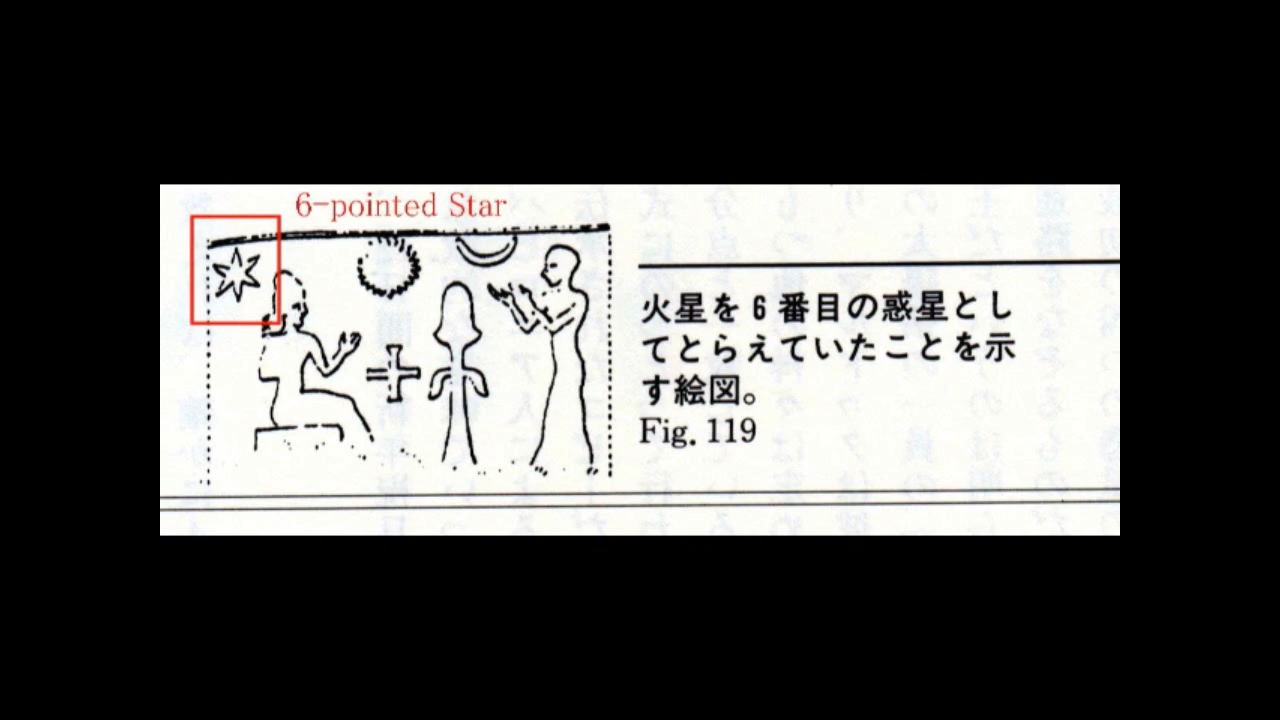 6-pointed Star
火星を6番目の惑星とし
てとらえていたことを示
す絵図。
Fig. 119